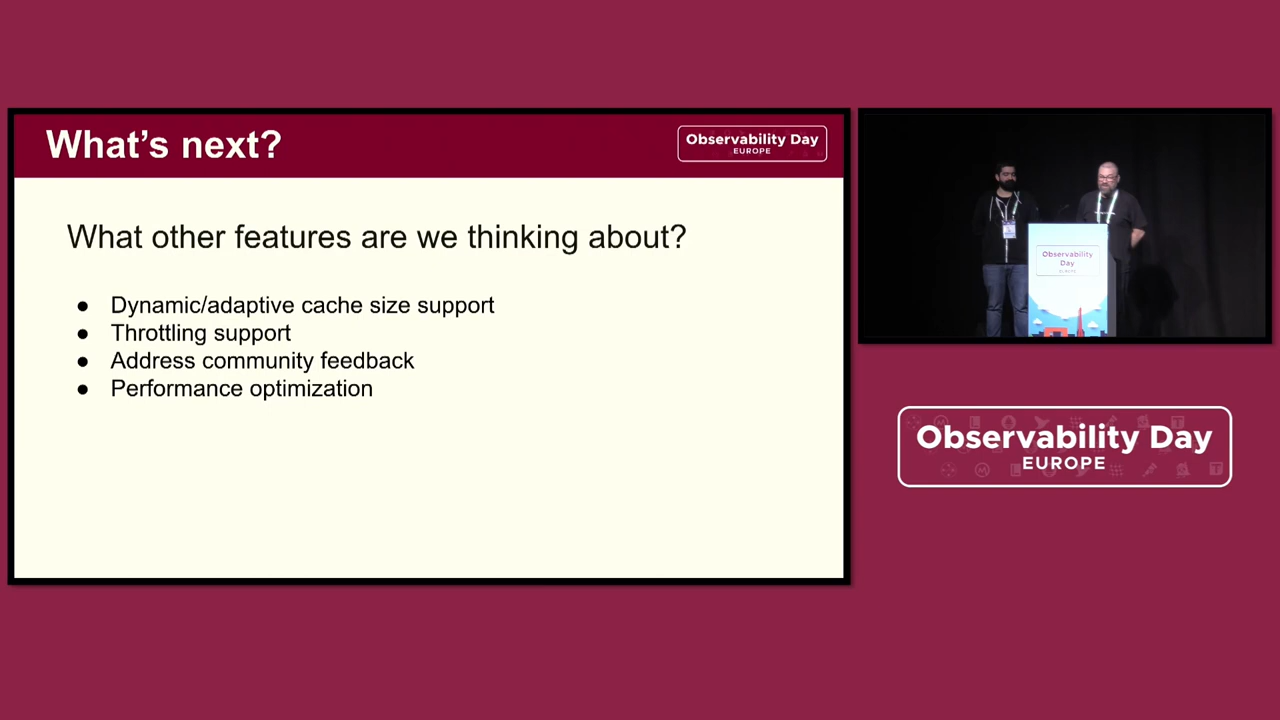 What's next?
Observability Day
EUROPE
What other features are we thinking about?
● Dynamic/adaptive cache size support
● Throttling support
● Address community feedback
● Performance optimization
Observability
Day
EUROPE
Observability Day
EUROPE